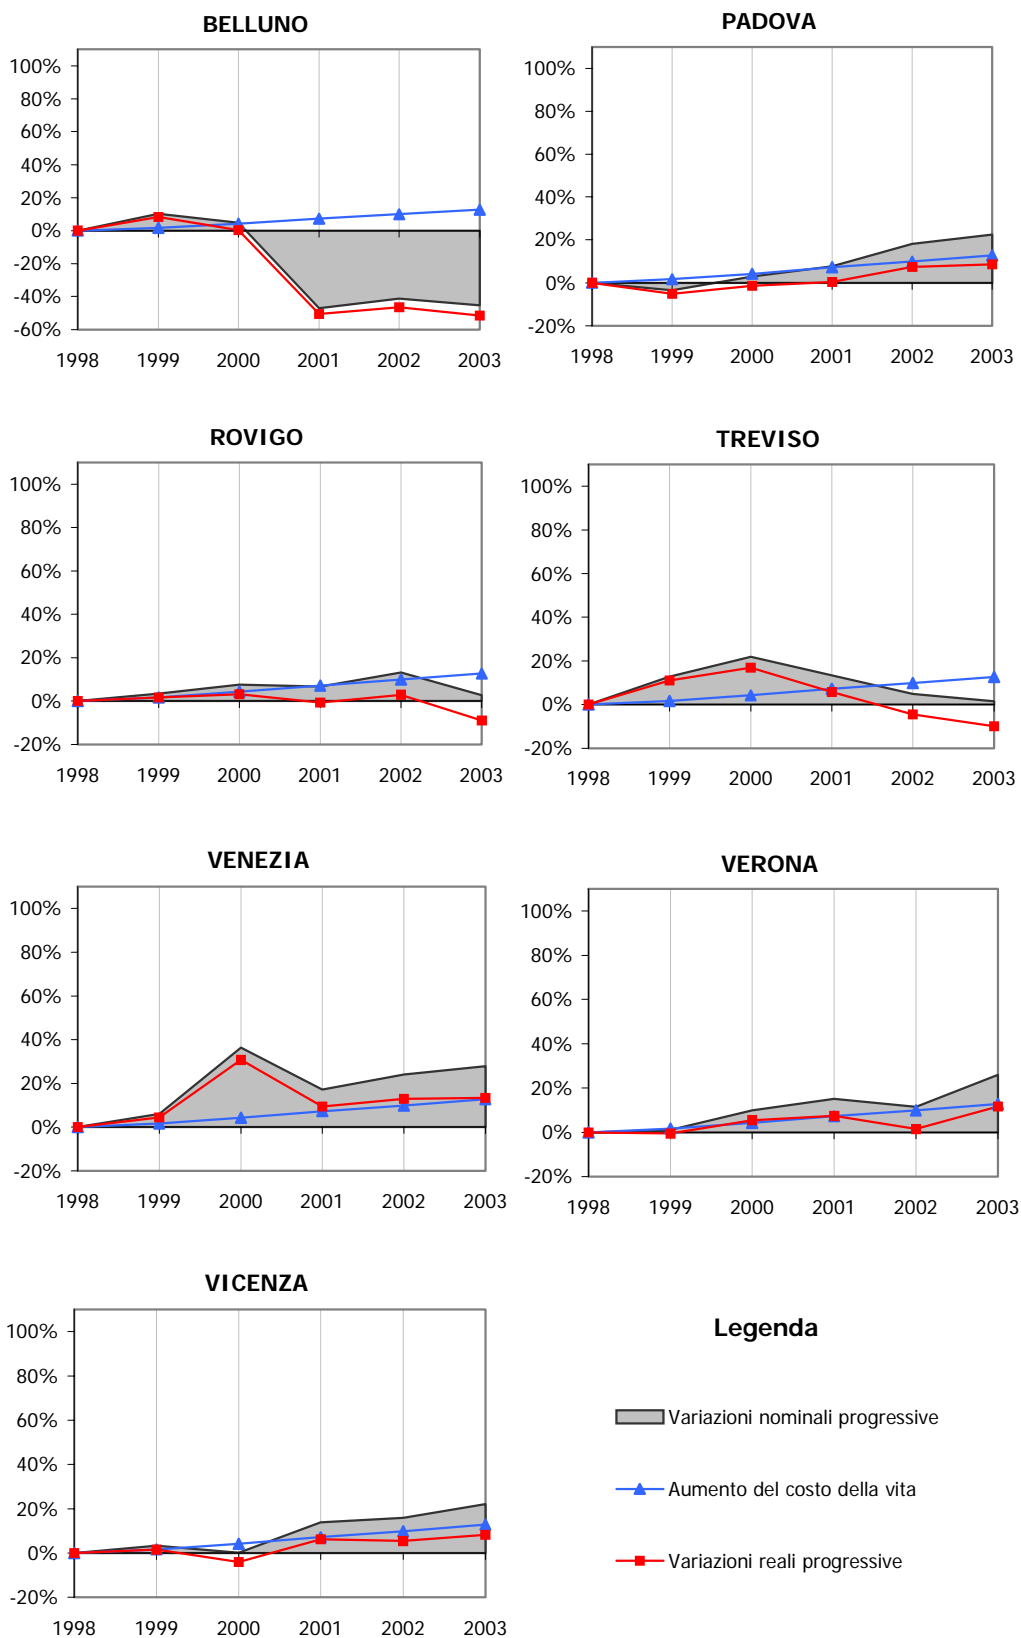 BELLUNO
100%
80%
60%
40%
20%
0%
-20%
-40%
-60%
1998 1999 2000 2001 2002 2003
PADOVA
100%
80%
60%
40%
20%
0%
-20%
1998 1999 2000 2001 2002 2003
ROVIGO
100%
80%
60%
40%
20%
0%
-20%
1998 1999 2000 2001 2002 2003
TREVISO
100%
80%
60%
40%
20%
0%
-20%
1998 1999 2000 2001 2002 2003
VENEZIA
100%
80%
60%
40%
20%
0%
-20%
1998 1999 2000 2001 2002 2003
VERONA
100%
80%
60%
40%
20%
0%
-20%
1998 1999 2000 2001 2002 2003
VICENZA
100%
80%
60%
40%
20%
0%
-20%
1998 1999 2000 2001 2002 2003
Legenda
Variazioni nominali progressive
Aumento del costo della vita
Variazioni reali progressive